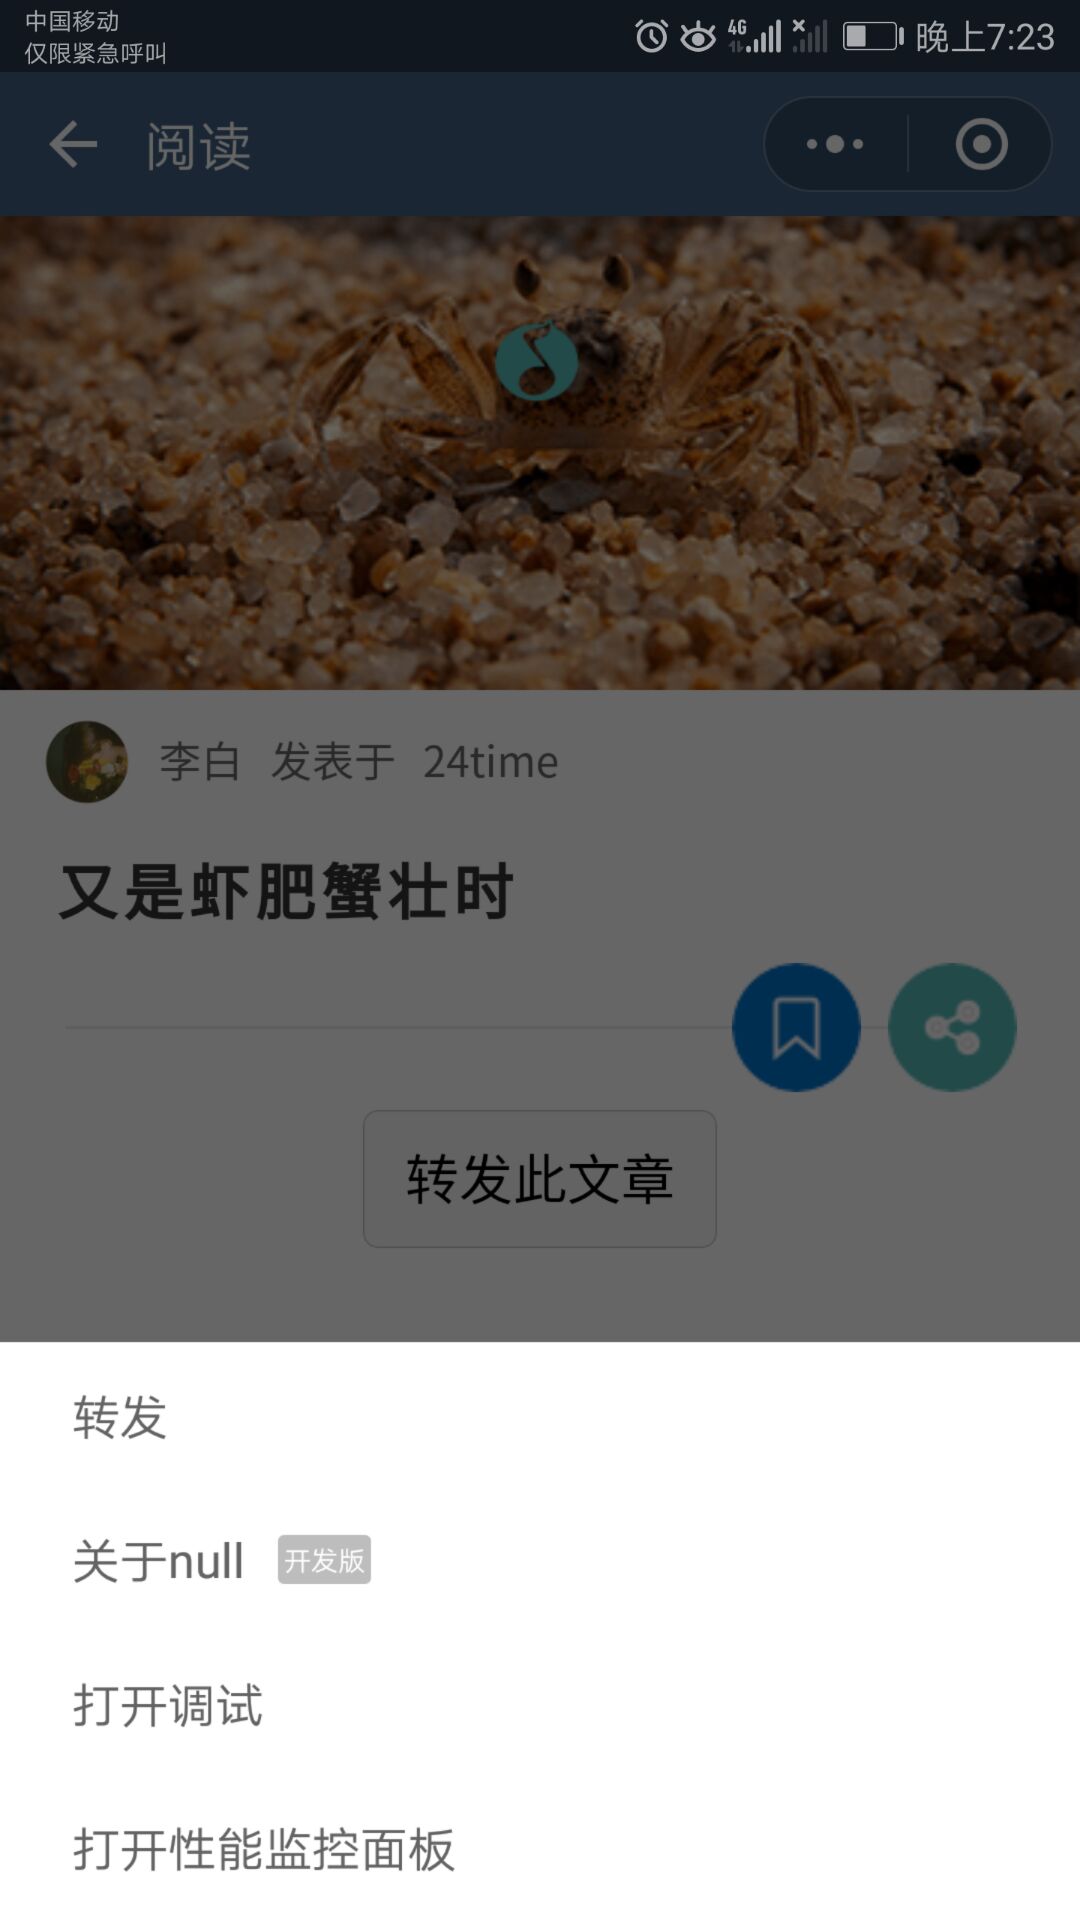 中国移动
仅限紧急呼叫
4G
晚上7:23
阅读
李白 发表于 24time
又是虾肥蟹壮时
转发此文章
转发
关于null 开发版
打开调试
打开性能监控面板